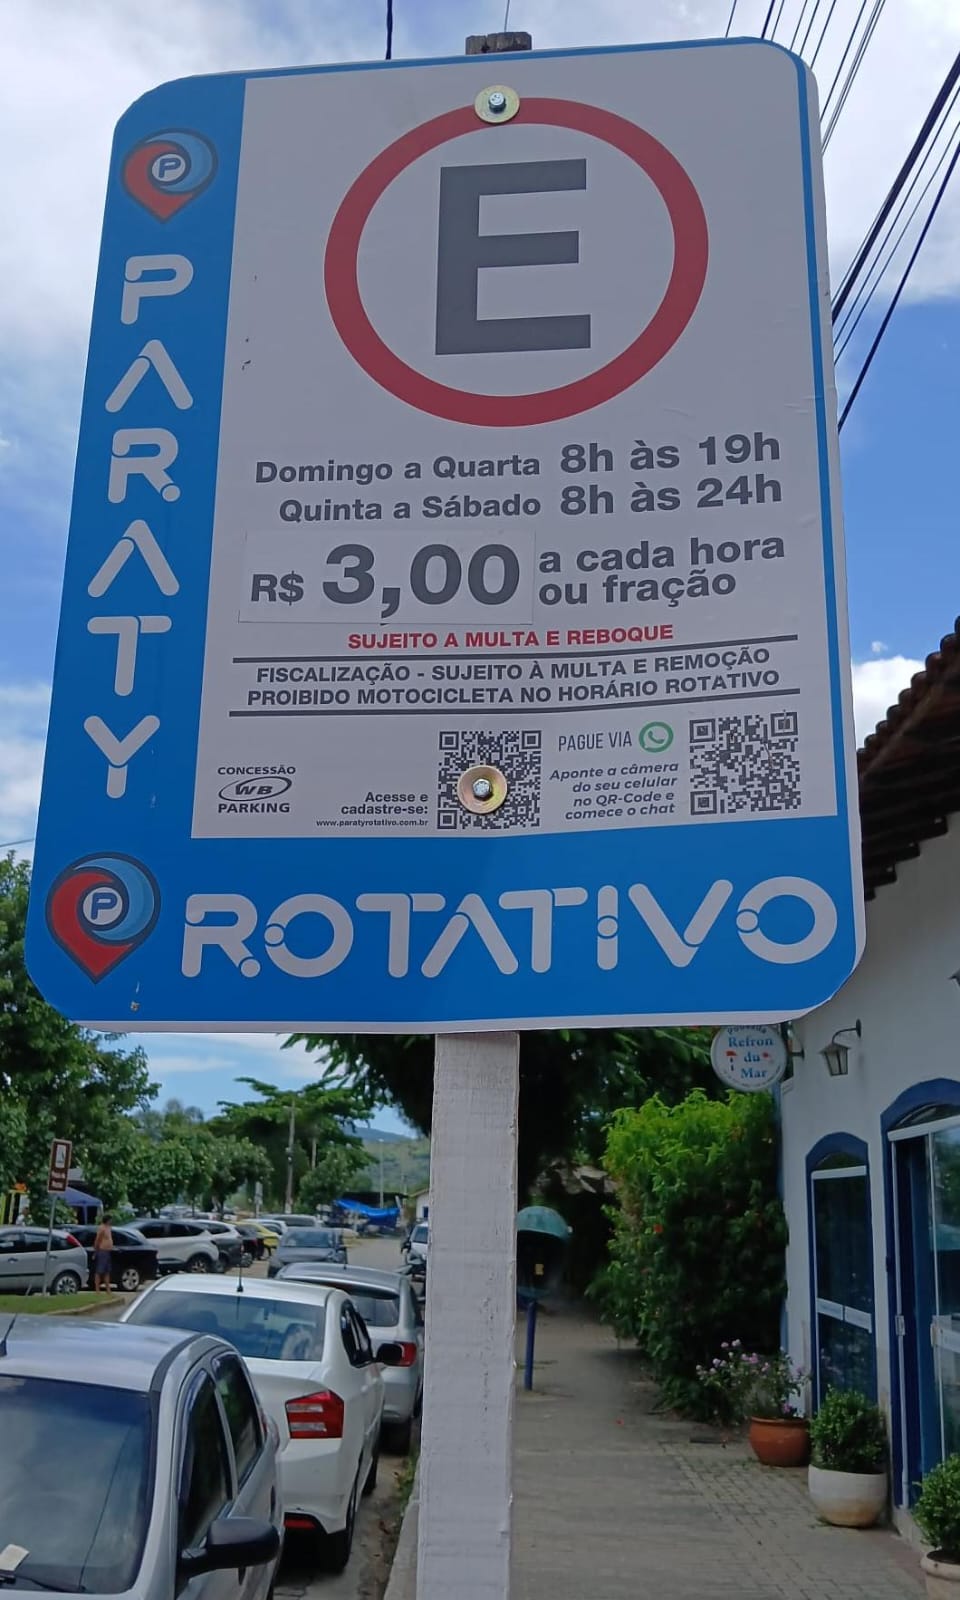 P
PARATY
E
Domingo a Quarta 8h às 19h
Quinta a Sábado 8h às 24h
R$ 3,00 a cada hora
ou fração
SUJEITO A MULTA E REBOQUE
FISCALIZAÇÃO - SUJEITO À MULTA E REMOÇÃO
PROIBIDO MOTOCICLETA NO HORÁRIO ROTATIVO
CONCESSÃO
WB
PARKING
Acesse e
cadastre-se:
www.paratyrotativo.com.br
PAGUE VIA
Aponte a câmera
do seu celular
no QR-Code e
comece o chat
P
ROTATIVO
Pousada
Refron
du
Mar